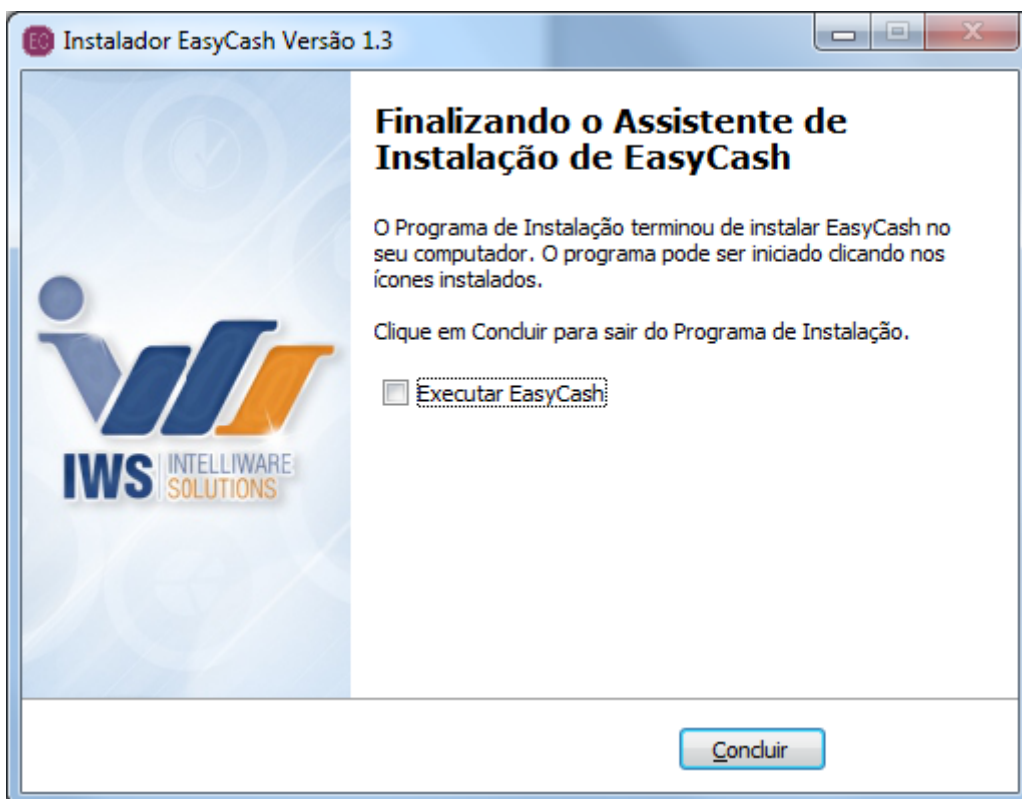 EC Instalador EasyCash Versão 1.3
Finalizando o Assistente de
Instalação de EasyCash
O Programa de Instalação terminou de instalar EasyCash no
seu computador. O programa pode ser iniciado clicando nos
ícones instalados.
Clique em Concluir para sair do Programa de Instalação.
Executar EasyCash
IWS INTELLIWARE
SOLUTIONS
Concluir